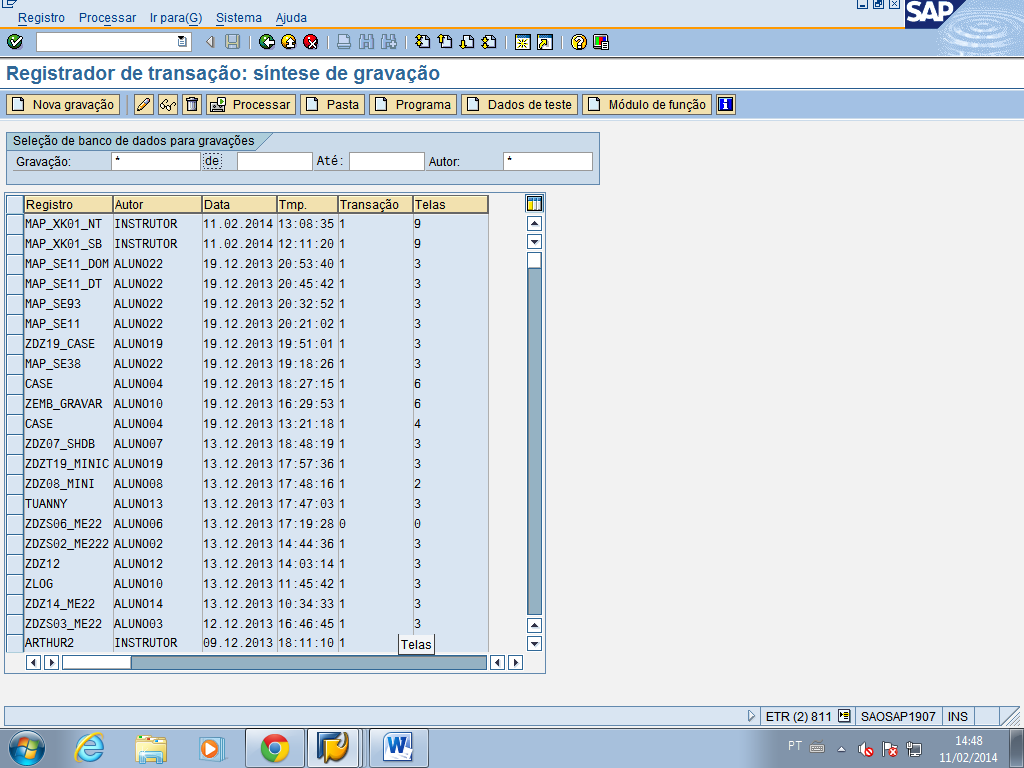 Registro Processar Ir para(G) Sistema Ajuda
SAP
Registrador de transação: síntese de gravação
Nova gravação Processar Pasta Programa Dados de teste Módulo de função
Seleção de banco de dados para gravações
Gravação: * de Até: Autor: *
Registro Autor Data Tmp. Transação Telas
MAP_XK01_NT INSTRUTOR 11.02.2014 13:08:35 1 9
MAP_XK01_SB INSTRUTOR 11.02.2014 12:11:20 1 9
MAP_SE11_DOM ALUNO22 19.12.2013 20:53:40 1 3
MAP_SE11_DT ALUNO22 19.12.2013 20:45:42 1 3
MAP_SE93 ALUNO22 19.12.2013 20:32:52 1 3
MAP_SE11 ALUNO22 19.12.2013 20:21:02 1 3
ZDZ19_CASE ALUNO19 19.12.2013 19:51:01 1 3
MAP_SE38 ALUNO22 19.12.2013 19:18:26 1 3
CASE ALUNO04 19.12.2013 18:27:15 1 6
ZEMB_GRAVAR ALUNO10 19.12.2013 16:29:53 1 6
CASE ALUNO04 19.12.2013 13:21:18 1 4
ZDZ07_SHDB ALUNO07 13.12.2013 18:48:19 1 3
ZDZT19_MINIC ALUNO19 13.12.2013 17:57:36 1 3
ZDZ08_MINI ALUNO08 13.12.2013 17:48:16 1 2
TUANNY ALUNO13 13.12.2013 17:47:03 1 3
ZDZS06_ME22 ALUNO06 13.12.2013 17:19:28 0 0
ZDZS02_ME222 ALUNO02 13.12.2013 14:44:36 1 3
ZDZ12 ALUNO12 13.12.2013 14:03:14 1 3
ZLOG ALUNO10 13.12.2013 11:45:42 1 3
ZDZ14_ME22 ALUNO14 13.12.2013 10:34:33 1 3
ZDZS03_ME22 ALUNO03 12.12.2013 16:46:45 1 3
ARTHUR2 INSTRUTOR 09.12.2013 18:11:10 1
Telas
ETR (2) 811 SAOSAP1907 INS
PT 14:48
11/02/2014